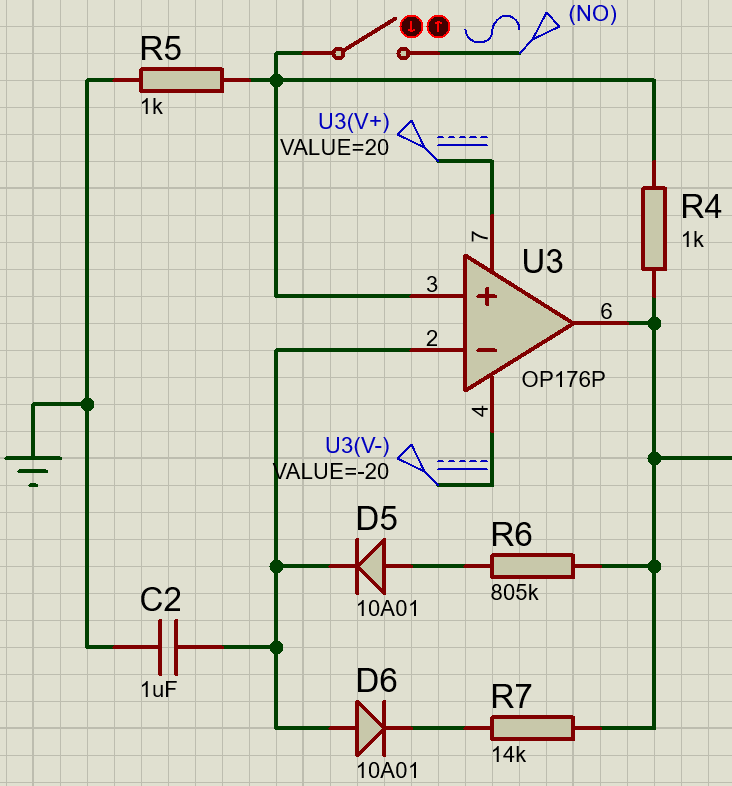 (NO)
R5
1k
U3(V+)
VALUE=20
R4
1k
7
U3
3
6
2
OP176P
4
U3(V-)
VALUE=-20
D5
R6
10A01
805k
C2
1uF
D6
R7
10A01
14k